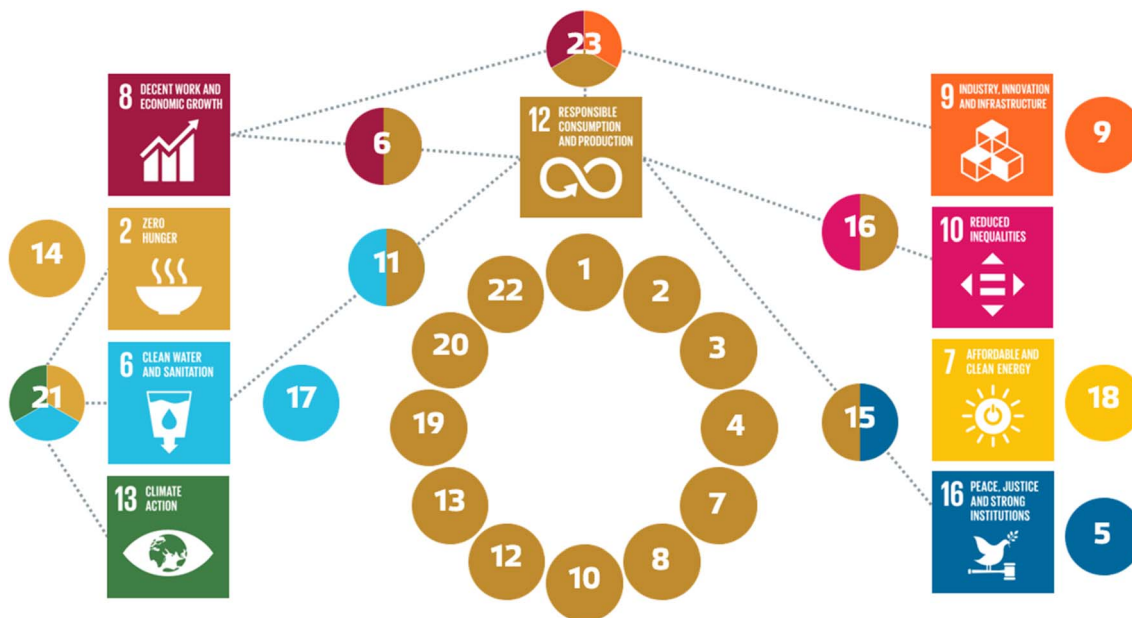 23
8 DECENT WORK AND
ECONOMIC GROWTH
6
12 RESPONSIBLE
CONSUMPTION
AND PRODUCTION
9 INDUSTRY, INNOVATION
AND INFRASTRUCTURE
9
14
2 ZERO
HUNGER
11
16
10 REDUCED
INEQUALITIES
1
22
2
20
3
6 CLEAN WATER
AND SANITATION
7 AFFORDABLE AND
CLEAN ENERGY
21
17
19
4
15
18
13 CLIMATE
ACTION
13
7
16 PEACE, JUSTICE
AND STRONG
INSTITUTIONS
5
12
8
10